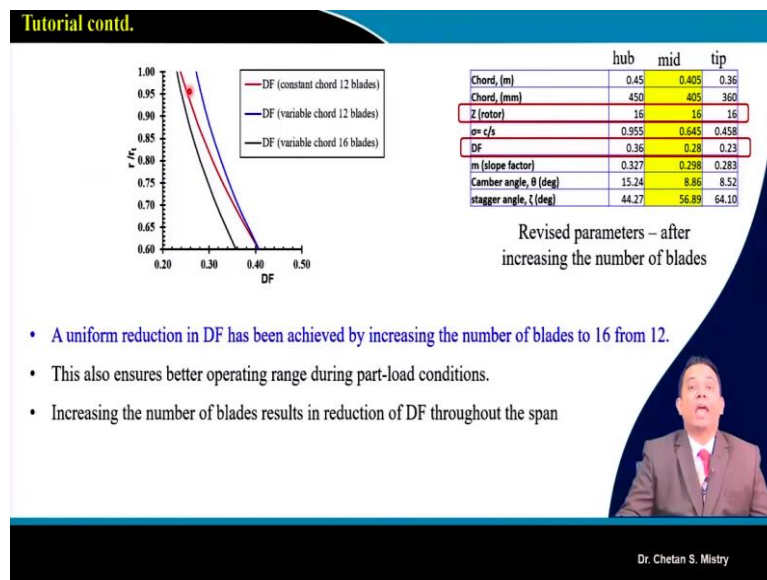 Tutorial contd.
1.00
0.95
0.90
0.85
0.80
0.75
0.70
0.65
0.60
r /rt
0.20 0.30 0.40 0.50
DF
DF (constant chord 12 blades)
DF (variable chord 12 blades)
DF (variable chord 16 blades)
hub mid tip
Chord, (m) 0.45 0.405 0.36
Chord, (mm) 450 405 360
Z (rotor) 16 16 16
σ= c/s 0.955 0.645 0.458
DF 0.36 0.28 0.23
m (slope factor) 0.327 0.298 0.283
Camber angle, θ (deg) 15.24 8.86 8.52
stagger angle, ζ (deg) 44.27 56.89 64.10
Revised parameters – after
increasing the number of blades
• A uniform reduction in DF has been achieved by increasing the number of blades to 16 from 12.
• This also ensures better operating range during part-load conditions.
• Increasing the number of blades results in reduction of DF throughout the span
Dr. Chetan S. Mistry